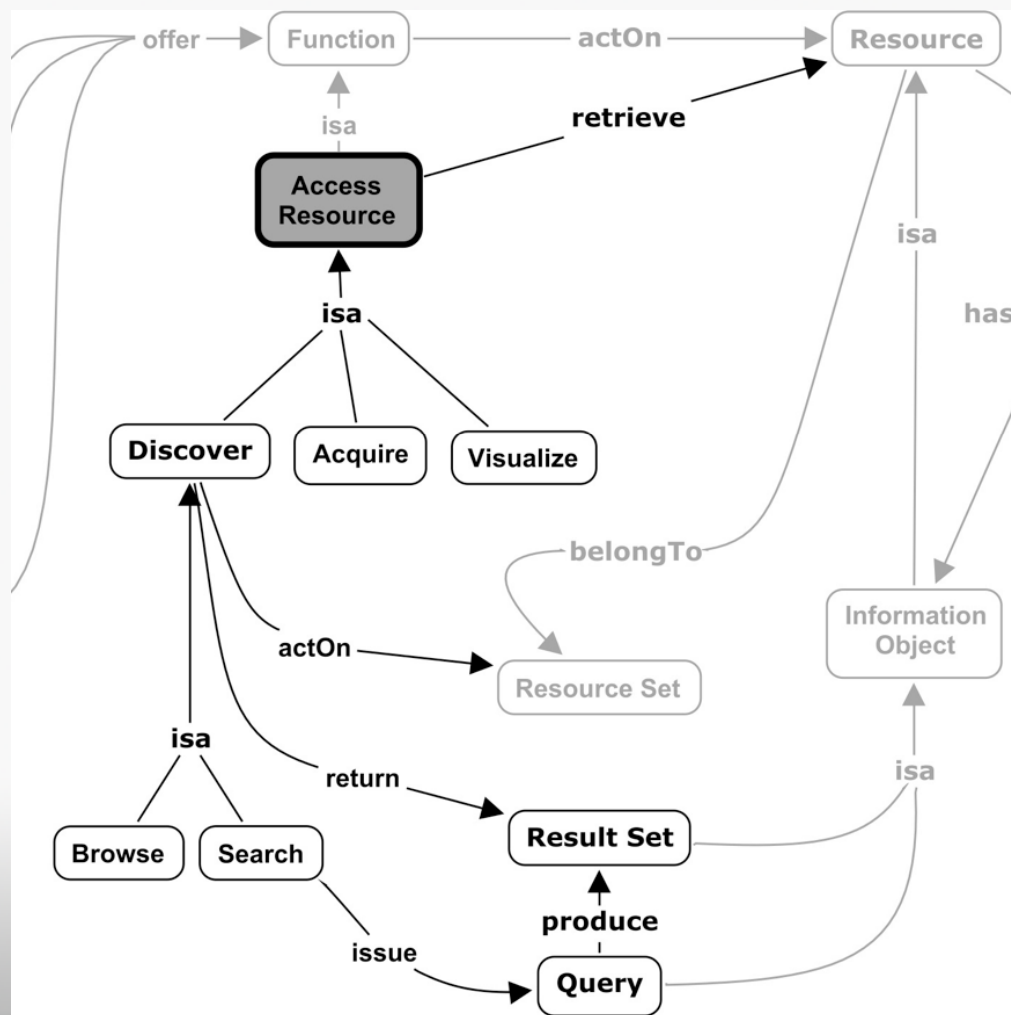 offer
Function
actOn
Resource
retrieve
isa
Access
Resource
isa
isa
has
Discover
Acquire
Visualize
belongTo
Information
Object
actOn
Resource Set
isa
return
isa
Browse
Search
Result Set
produce
issue
Query